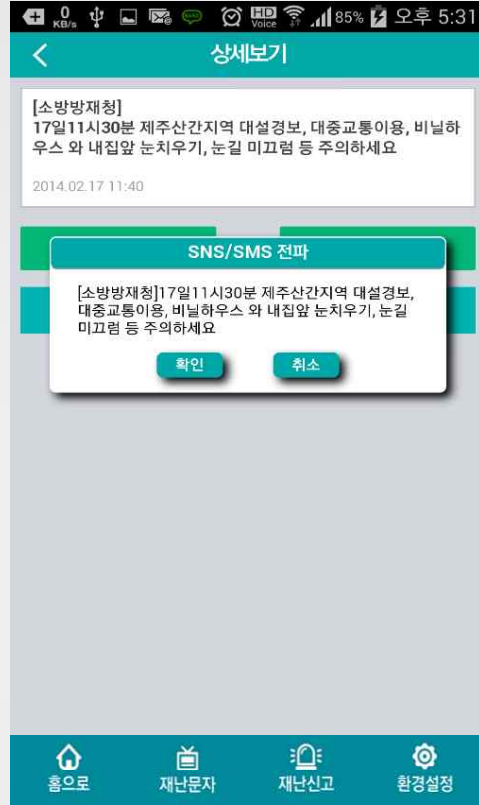 0 KB/s HD Voice 85% 오후 5:31
상세보기
[소방방재청]
17일11시30분 제주산간지역 대설경보, 대중교통이용, 비닐하
우스 와 내집앞 눈치우기, 눈길 미끄럼 등 주의하세요
2014.02.17 11:40
SNS/SMS 전파
[소방방재청]17일11시30분 제주산간지역 대설경보,
대중교통이용, 비닐하우스 와 내집앞 눈치우기, 눈길
미끄럼 등 주의하세요
확인 취소
홈으로 재난문자 재난신고 환경설정